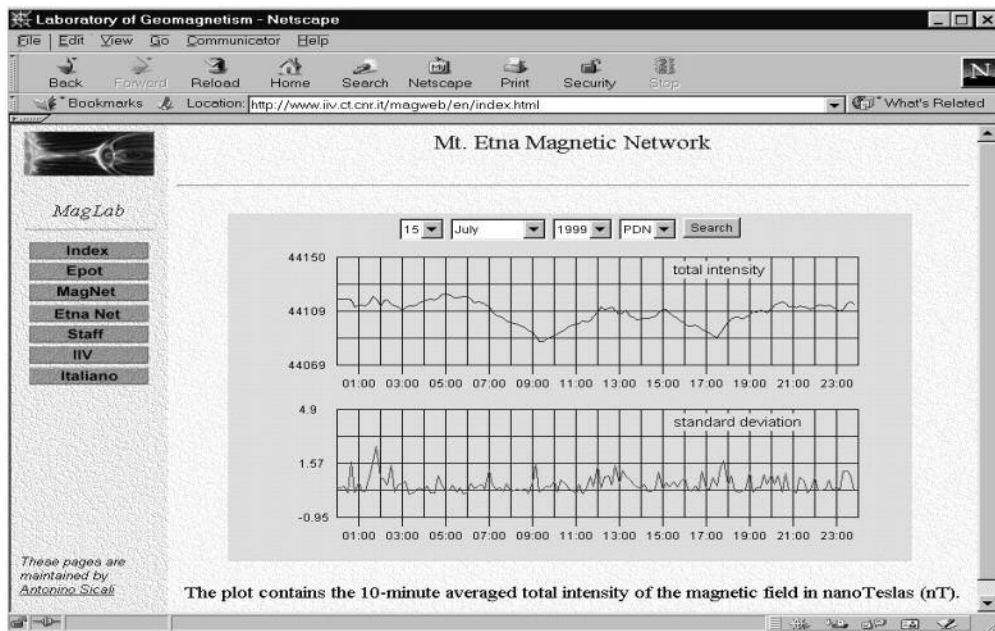 Laboratory of Geomagnetism - Netscape
File Edit View Go Communicator Help
Back Forward Reload Home Search Netscape Print Security Stop
N
Bookmarks Location: http://www.iiv.ct.cnr.it/magweb/en/index.html What's Related
Mt. Etna Magnetic Network
MagLab
Index
Epot
MagNet
Etna Net
Staff
IIV
Italiano
These pages are
maintained by
Antonino Sicali
15 July 1999 PDN Search
total intensity
44150
44109
44069
01:00 03:00 05:00 07:00 09:00 11:00 13:00 15:00 17:00 19:00 21:00 23:00
standard deviation
4.9
1.57
-0.95
01:00 03:00 05:00 07:00 09:00 11:00 13:00 15:00 17:00 19:00 21:00 23:00
The plot contains the 10-minute averaged total intensity of the magnetic field in nanoTeslas (nT).